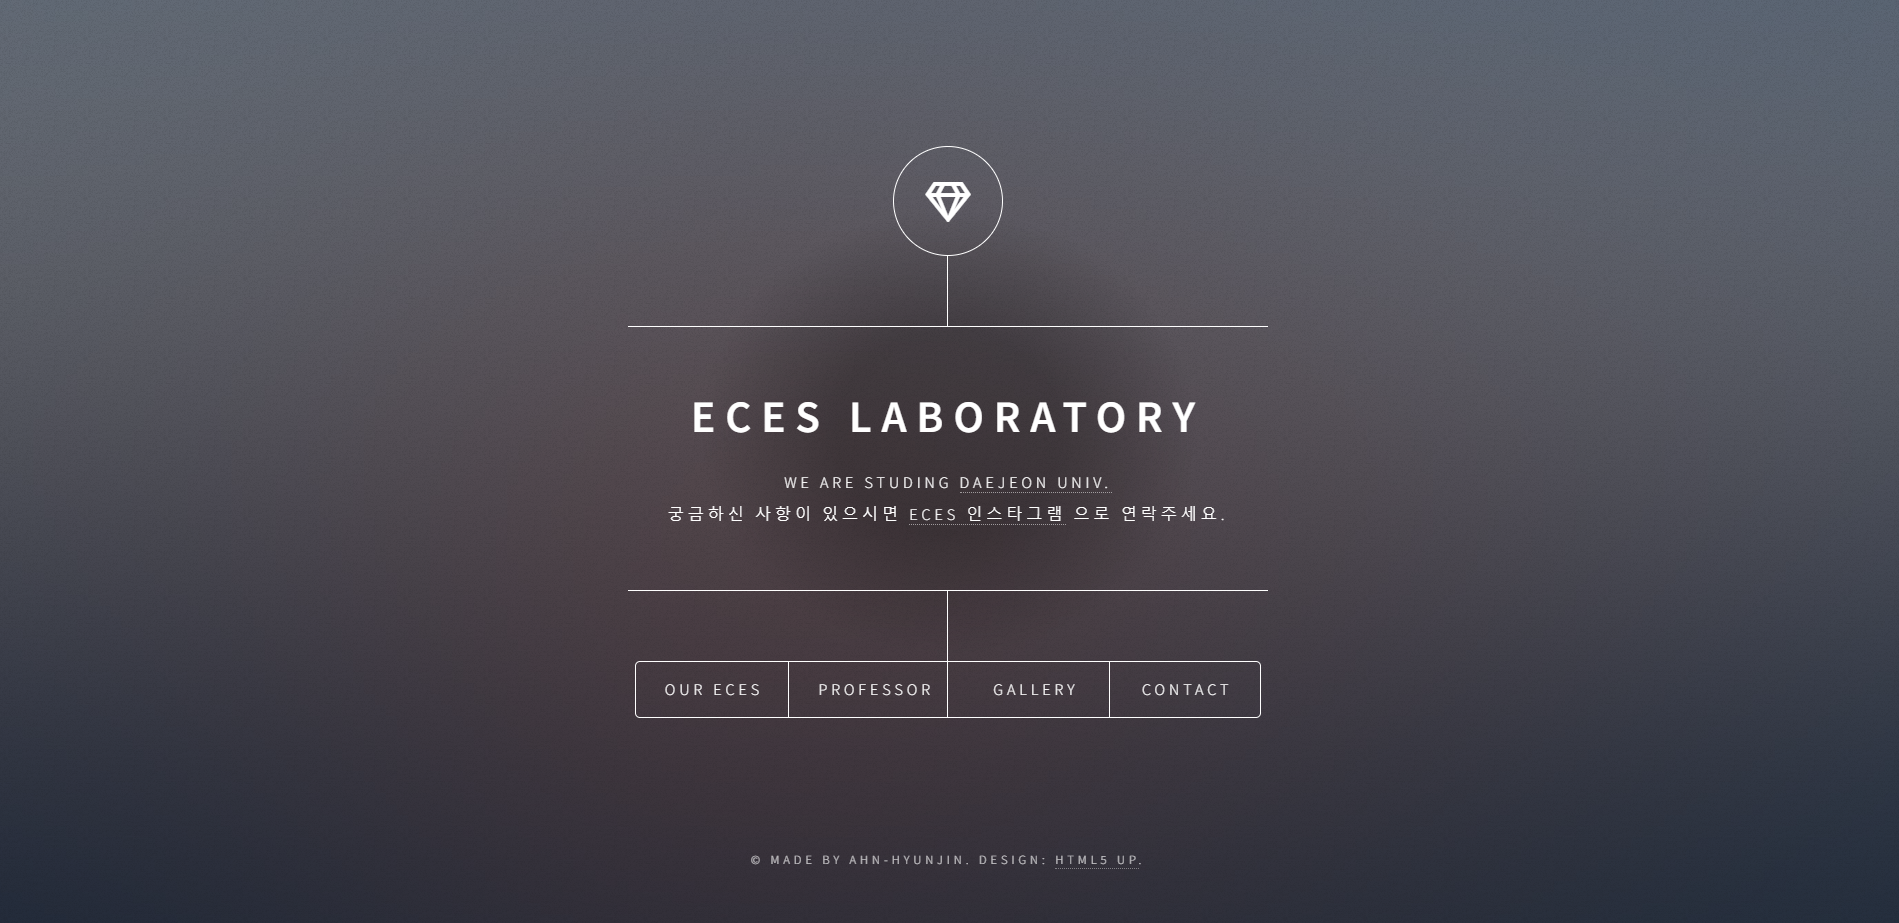 ECES LABORATORY
WE ARE STUDING DAEJEON UNIV.
궁금하신 사항이 있으시면 ECES 인스타그램 으로 연락주세요.
OUR ECES
PROFESSOR
GALLERY
CONTACT
© MADE BY AHN-HYUNJIN. DESIGN: HTML5 UP.